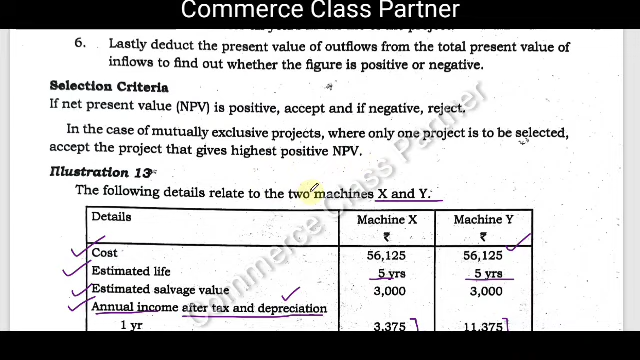 Commerce Class Partner
6. Lastly deduct the present value of outflows from the total present value of
inflows to find out whether the figure is positive or negative.
Selection Criteria
If net present value (NPV) is positive, accept and if negative, reject.
In the case of mutually exclusive projects, where only one project is to be selected,
accept the project that gives highest positive NPV.
Illustration 13
The following details relate to the two machines X and Y.
Details Machine X Machine Y
₹ ₹
Cost 56,125 56,125
Estimated life 5 yrs 5 yrs
Estimated salvage value 3,000 3,000
Annual income after tax and depreciation
1 yr 3,375 11,375
Commerce Class Partner